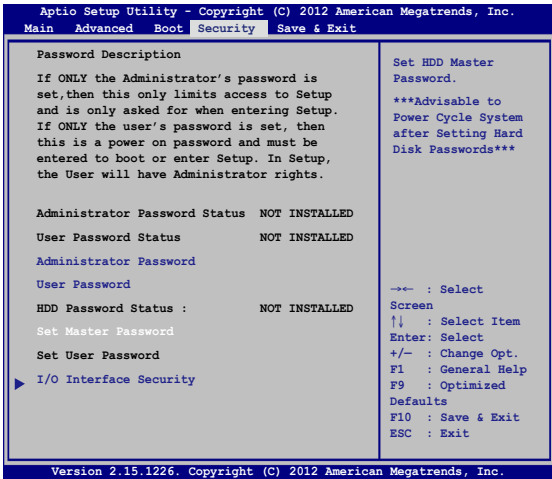 Aptio Setup Utility - Copyright (C) 2012 American Megatrends, Inc.
Main Advanced Boot Security Save & Exit
Password Description
If ONLY the Administrator's password is
set,then this only limits access to Setup
and is only asked for when entering Setup.
If ONLY the user's password is set, then
this is a power on password and must be
entered to boot or enter Setup. In Setup,
the User will have Administrator rights.
Administrator Password Status NOT INSTALLED
User Password Status NOT INSTALLED
Administrator Password
User Password
HDD Password Status : NOT INSTALLED
Set Master Password
Set User Password
I/O Interface Security
Set HDD Master
Password.
***Advisable to
Power Cycle System
after Setting Hard
Disk Passwords***
→← : Select
Screen
↑↓ : Select Item
Enter: Select
+/— : Change Opt.
F1 : General Help
F9 : Optimized
Defaults
F10 : Save & Exit
ESC : Exit
Version 2.15.1226. Copyright (C) 2012 American Megatrends, Inc.